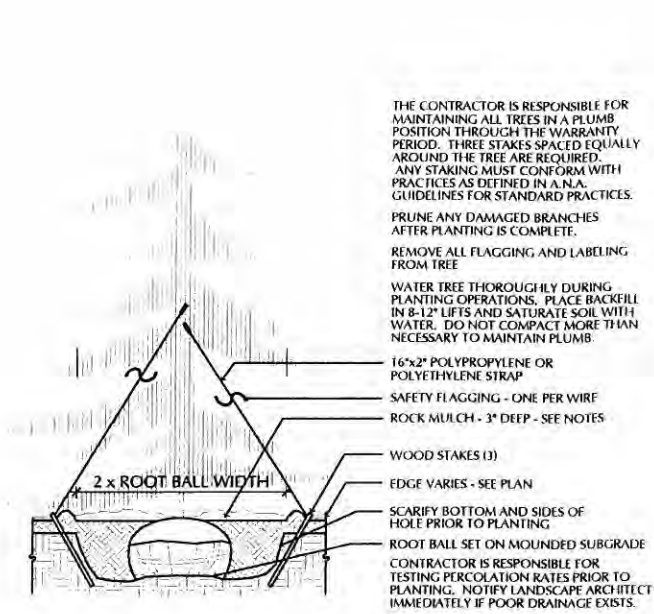 THE CONTRACTOR IS RESPONSIBLE FOR
MAINTAINING ALL TREES IN A PLUMB
POSITION THROUGH THE WARRANTY
PERIOD. THREE STAKES SPACED EQUALLY
AROUND THE TREE ARE REQUIRED.
ANY STAKING MUST CONFORM WITH
PRACTICES AS DEFINED IN A.N.A.
GUIDELINES FOR STANDARD PRACTICES.
PRUNE ANY DAMAGED BRANCHES
AFTER PLANTING IS COMPLETE.
REMOVE ALL FLAGGING AND LABELING
FROM TREE
WATER TREE THOROUGHLY DURING
PLANTING OPERATIONS. PLACE BACKFILL
IN 8-12" LIFTS AND SATURATE SOIL WITH
WATER. DO NOT COMPACT MORE THAN
NECESSARY TO MAINTAIN PLUMB
16"x2" POLYPROPYLENE OR
POLYETHYLENE STRAP
SAFETY FLAGGING - ONE PER WIRE
ROCK MULCH - 3" DEEP - SEE NOTES
WOOD STAKES (3)
2 x ROOT BALL WIDTH
EDGE VARIES - SEE PLAN
SCARIFY BOTTOM AND SIDES OF
HOLE PRIOR TO PLANTING
ROOT BALL SET ON MOUNDED SUBGRADE
CONTRACTOR IS RESPONSIBLE FOR
TESTING PERCOLATION RATES PRIOR TO
PLANTING. NOTIFY LANDSCAPE ARCHITECT
IMMEDIATELY IF POOR DRAINAGE EXISTS.